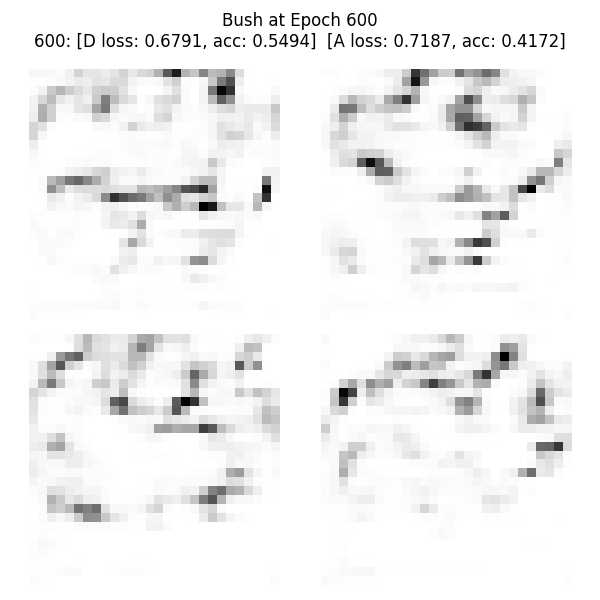 Bush at Epoch 600
600: [D loss: 0.6791, acc: 0.5494] [A loss: 0.7187, acc: 0.4172]